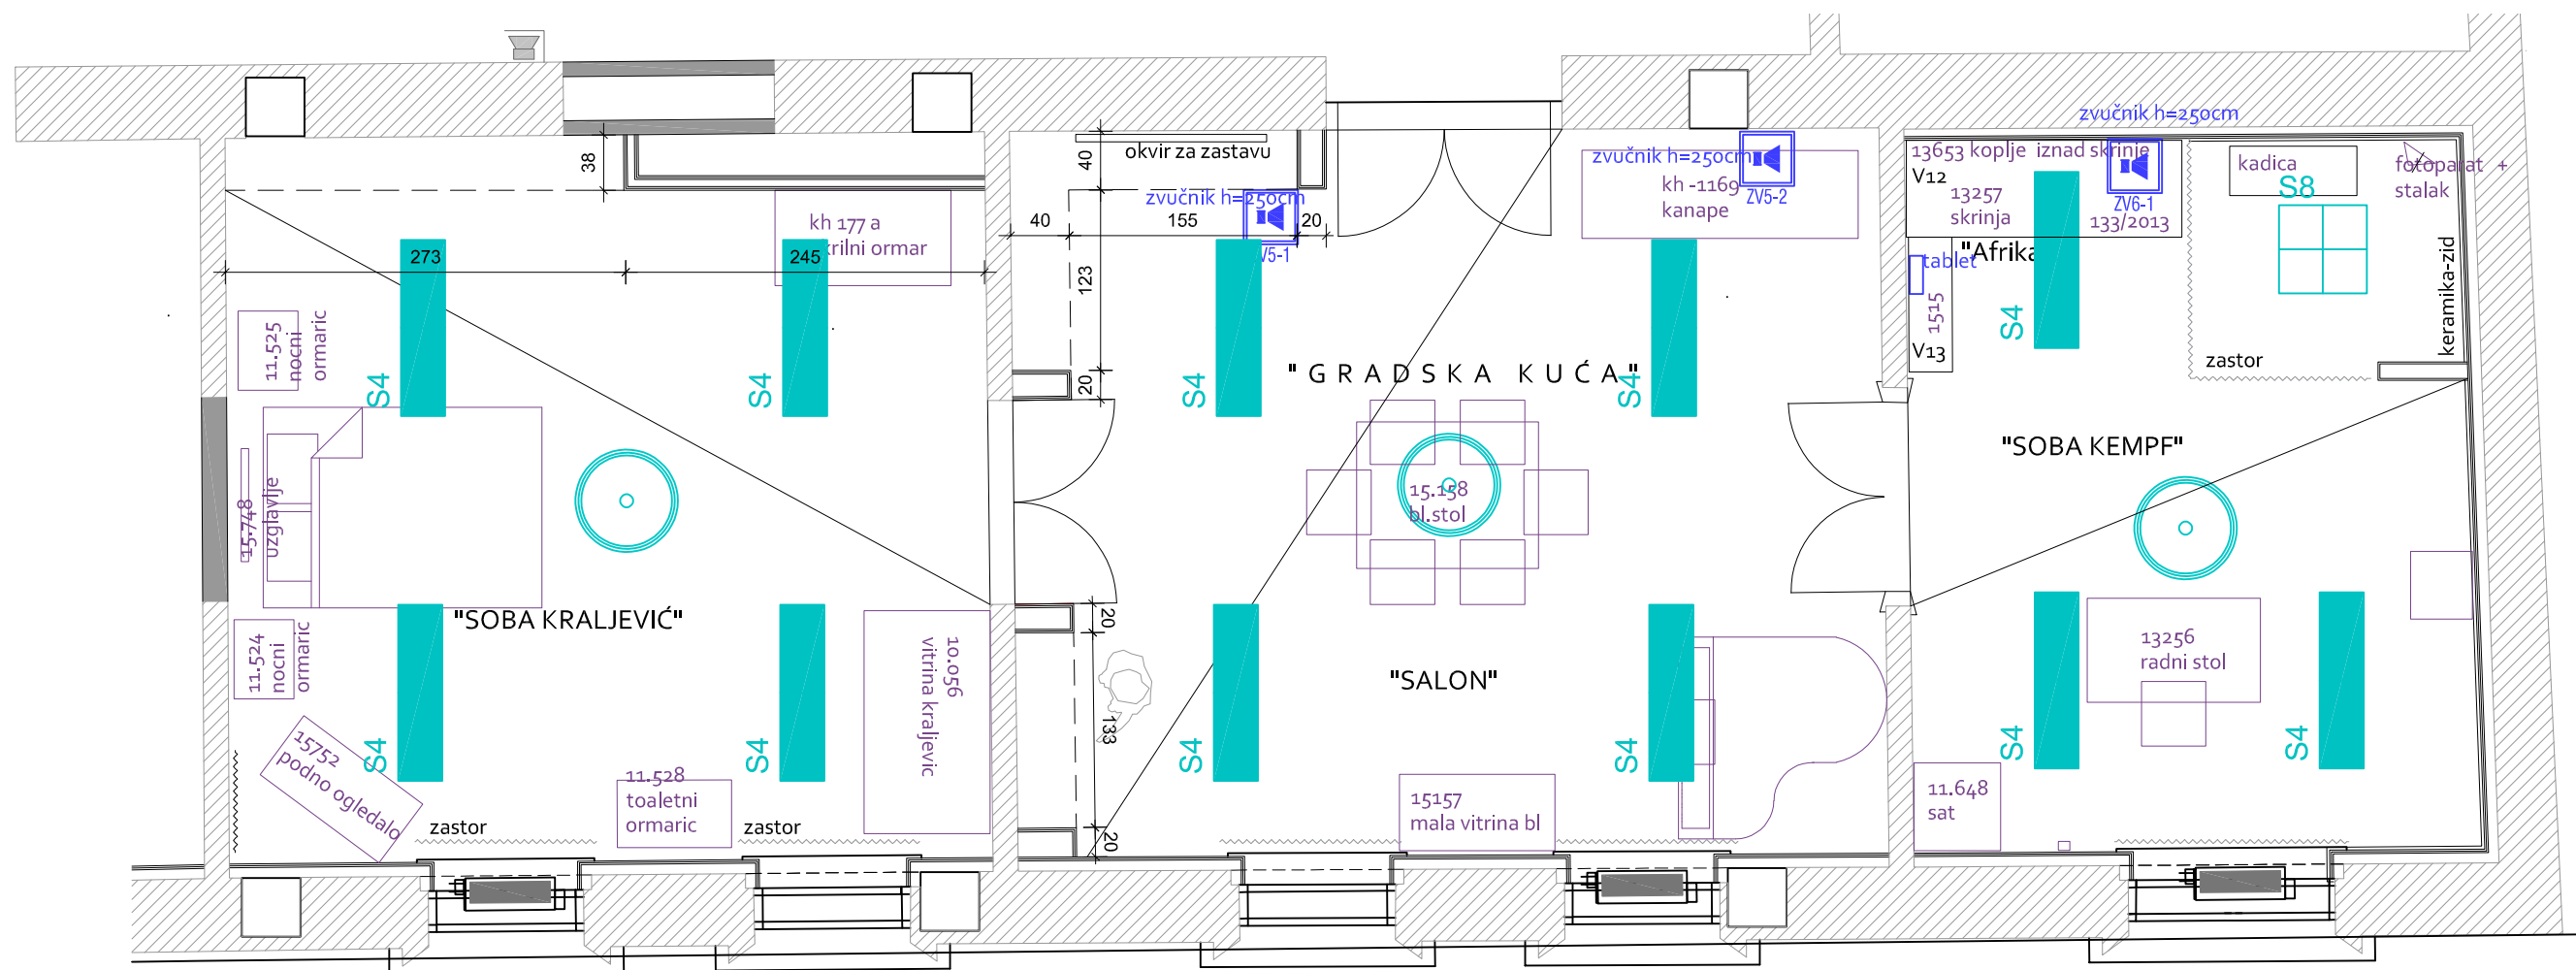 38
kh 177 a
krilni ormar
273
245
11.525
nocni
ormaric
S4
S4
15.748
uzglavlje
"SOBA KRALJEVIĆ"
11.524
nocni
ormaric
S4
S4
10.056
vitrina kraljevic
15752
podno ogledalo
11.528
toaletni
ormaric
zastor
zastor
okvir za zastavu
40
zvučnik h=250cm
40
155
20
ZV5-1
123
20
zvučnik h=250cm
kh -1169
kanape
ZV5-2
"GRADSKA KUĆA"
S4
S4
15.158
bl.stol
20
133
20
"SALON"
S4
S4
15157
mala vitrina bl
zvučnik h=250cm
13653 koplje iznad skrinje
V12
13257
skrinja
ZV6-1
133/2013
"Afrika
tablet
1515
V13
S4
kadica
S8
fotoparat +
stalak
keramika-zid
zastor
"SOBA KEMPF"
13256
radni stol
S4
S4
11.648
sat